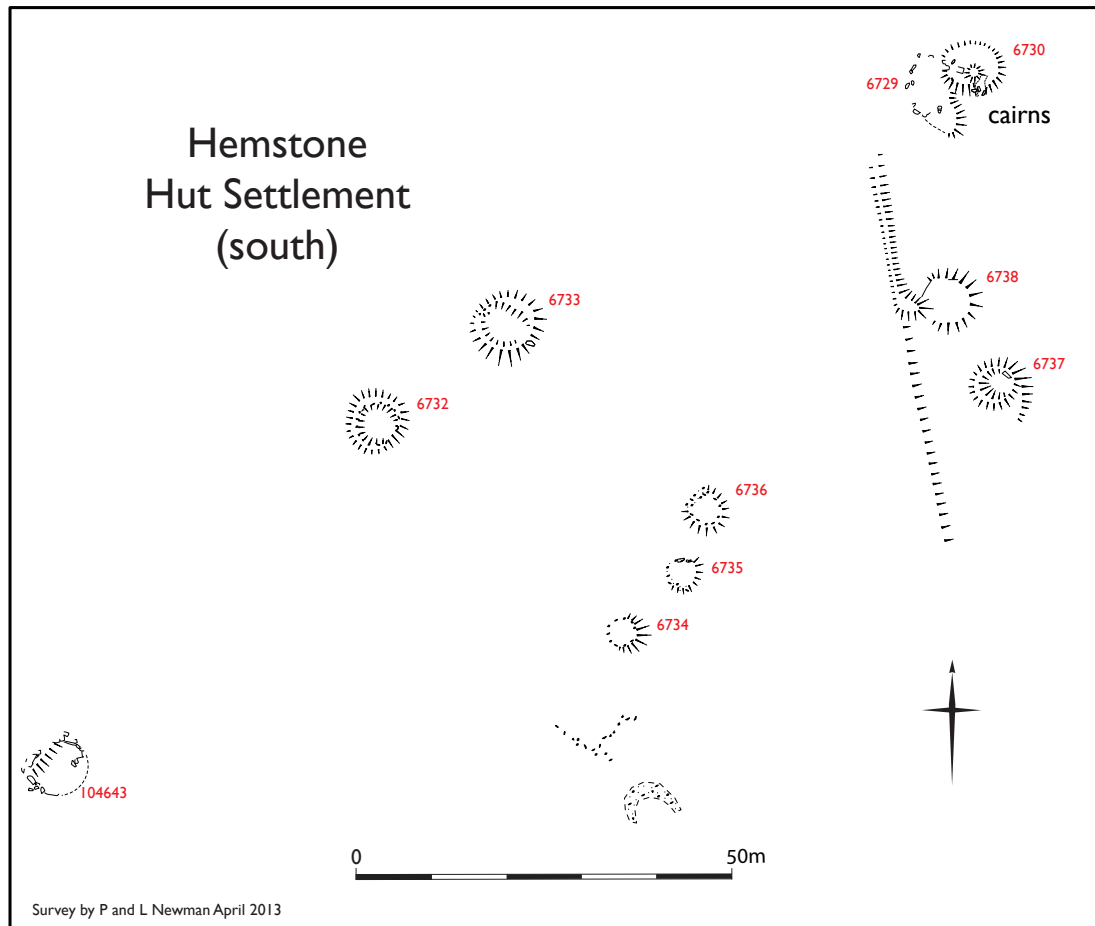 Hemstone
Hut Settlement
(south)
6730
6729
cairns
6738
6733
6737
6732
6736
6735
6734
104643
0 50m
Survey by P and L Newman April 2013